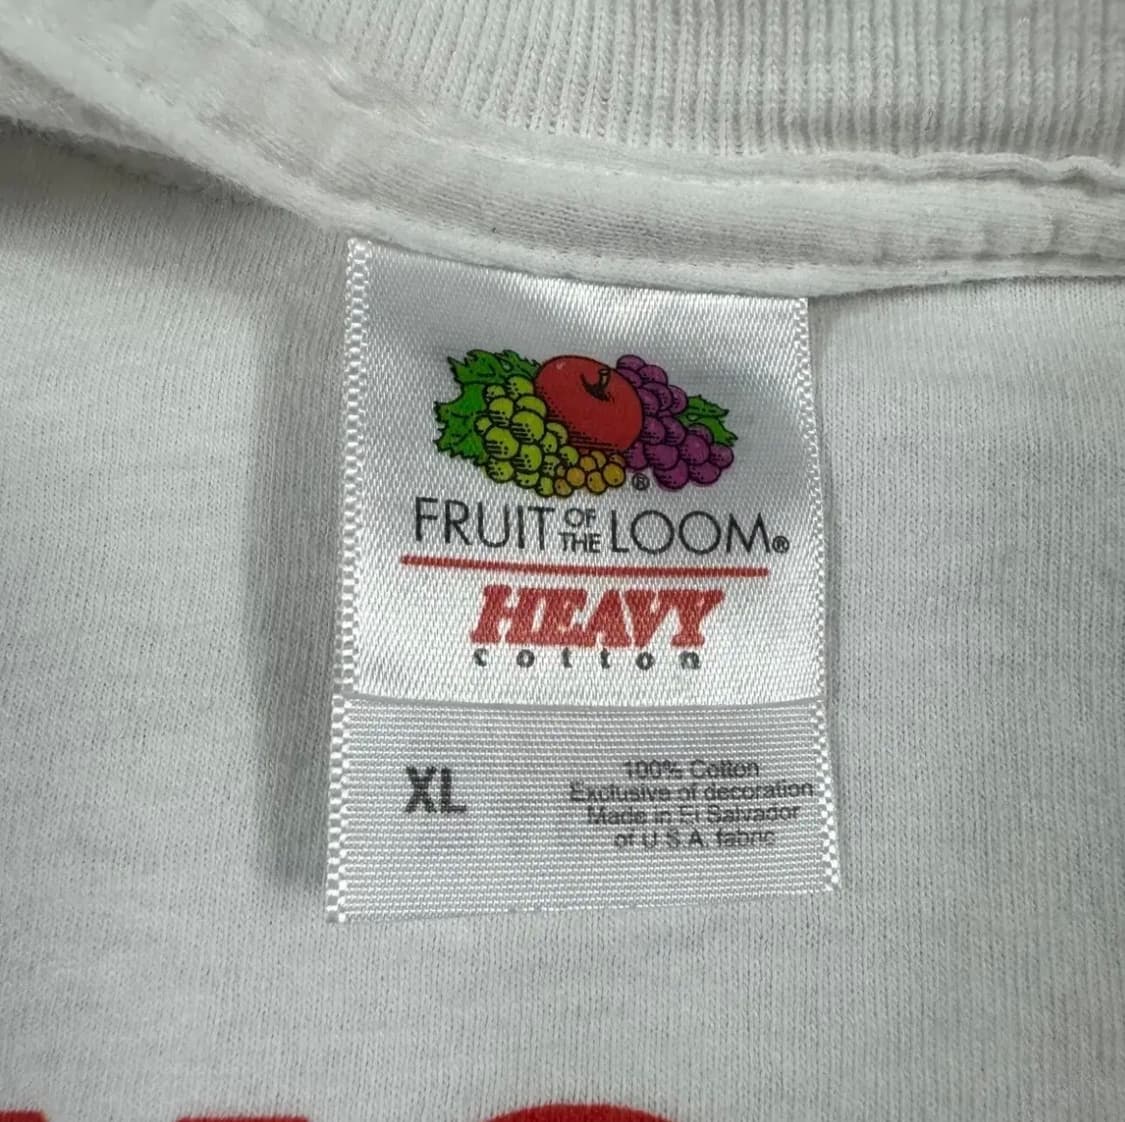 ®
FRUIT OF THE LOOM®
HEAVY
cotton
XL
100% Cotton
Exclusive of decoration
Made in El Salvador
of U S A. fabric